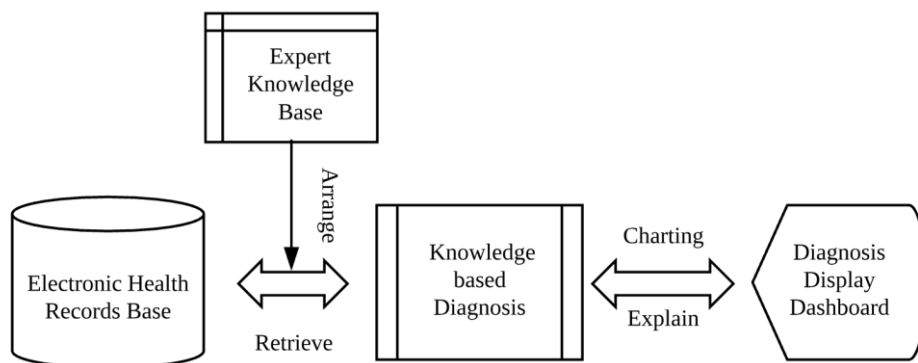 Expert
Knowledge
Base
Arrange
Electronic Health
Records Base
Retrieve
Knowledge
based
Diagnosis
Charting
Explain
Diagnosis
Display
Dashboard